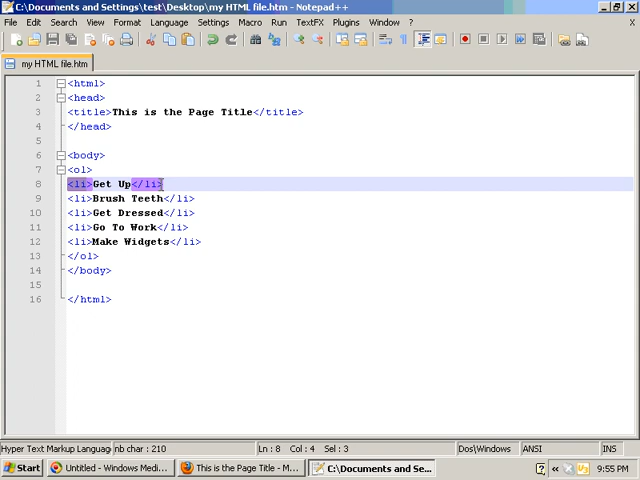 C:\Documents and Settings\test\Desktop\my HTML file.htm - Notepad++
File Edit Search View Format Language Settings Macro Run TextFX Plugins Window ? X
my HTML file.htm
1 <html>
2 <head>
3 <title>This is the Page Title</title>
4 </head>
5
6 <body>
7 <ol>
8 <li>Get Up</li>
9 <li>Brush Teeth</li>
10 <li>Get Dressed</li>
11 <li>Go To Work</li>
12 <li>Make Widgets</li>
13 </ol>
14 </body>
15
16 </html>
Hyper Text Markup Languag nb char : 210 Ln : 8 Col : 4 Sel : 3 Dos\Windows ANSI INS
Start Untitled - Windows Medi... This is the Page Title - M... C:\Documents and Se... ? « 9:55 PM